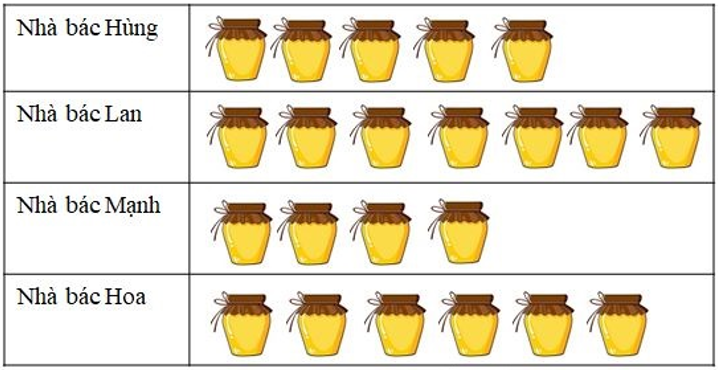 Nhà bác Hùng
Nhà bác Lan
Nhà bác Mạnh
Nhà bác Hoa